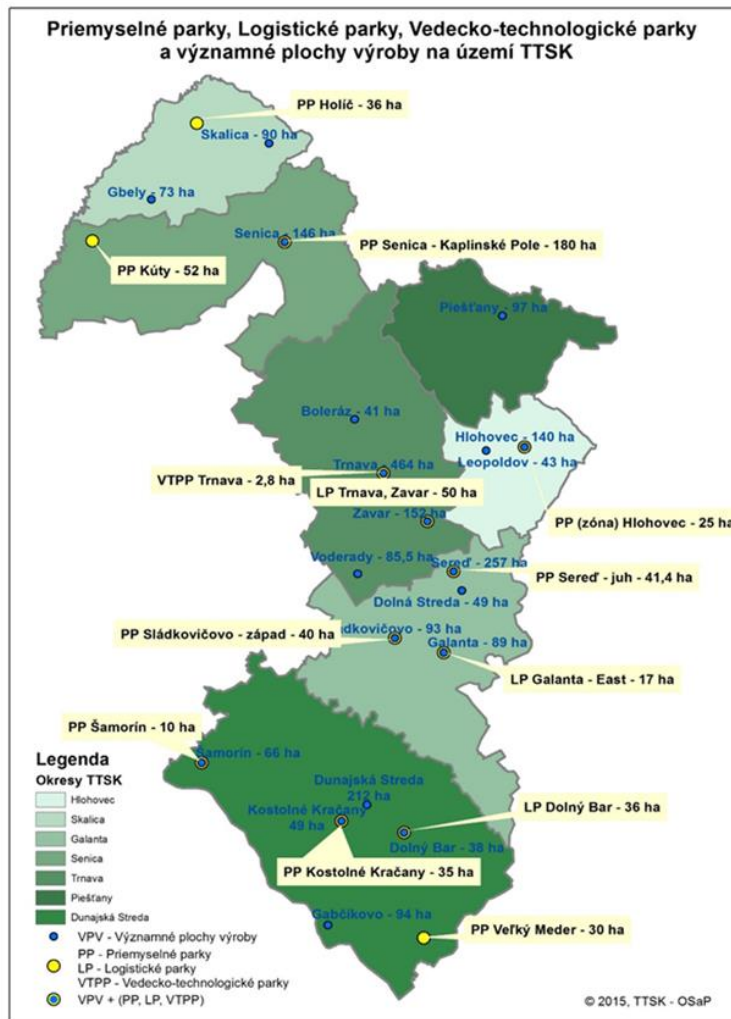 Priemyselné parky, Logistické parky, Vedecko-technologické parky
a významné plochy výroby na území TTSK
PP Holíč - 36 ha
Skalica - 90 ha
Gbely - 73 ha
Senica - 146 ha
PP Senica - Kaplinské Pole - 180 ha
PP Kúty - 52 ha
Piešťany - 97 ha
Boleráz - 41 ha
Hlohovec - 140 ha
Trnava - 464 ha
Leopoldov - 43 ha
VTPP Trnava - 2,8 ha
LP Trnava, Zavar - 50 ha
Zavar - 152 ha
PP (zóna) Hlohovec - 25 ha
Voderady - 85,5 ha
Sereď - 257 ha
PP Sereď - juh - 41,4 ha
Dolná Streda - 49 ha
PP Sládkovičovo - západ - 40 ha
dkovičovo - 93 ha
Galanta - 89 ha
LP Galanta - East - 17 ha
PP Šamorín - 10 ha
Šamorín - 66 ha
Dunajská Streda
212 ha
Kostolné Kračany
49 ha
LP Dolný Bar - 36 ha
Dolný Bar - 38 ha
PP Kostolné Kračany - 35 ha
Gabčíkovo - 94 ha
PP Veľký Meder - 30 ha
Legenda
Okresy TTSK
Hlohovec
Skalica
Galanta
Senica
Trnava
Piešťany
Dunajská Streda
VPV - Významné plochy výroby
PP - Priemyselné parky
LP - Logistické parky
VTPP - Vedecko-technologické parky
VPV + (PP, LP, VTPP)
© 2015, TTSK - OSaP